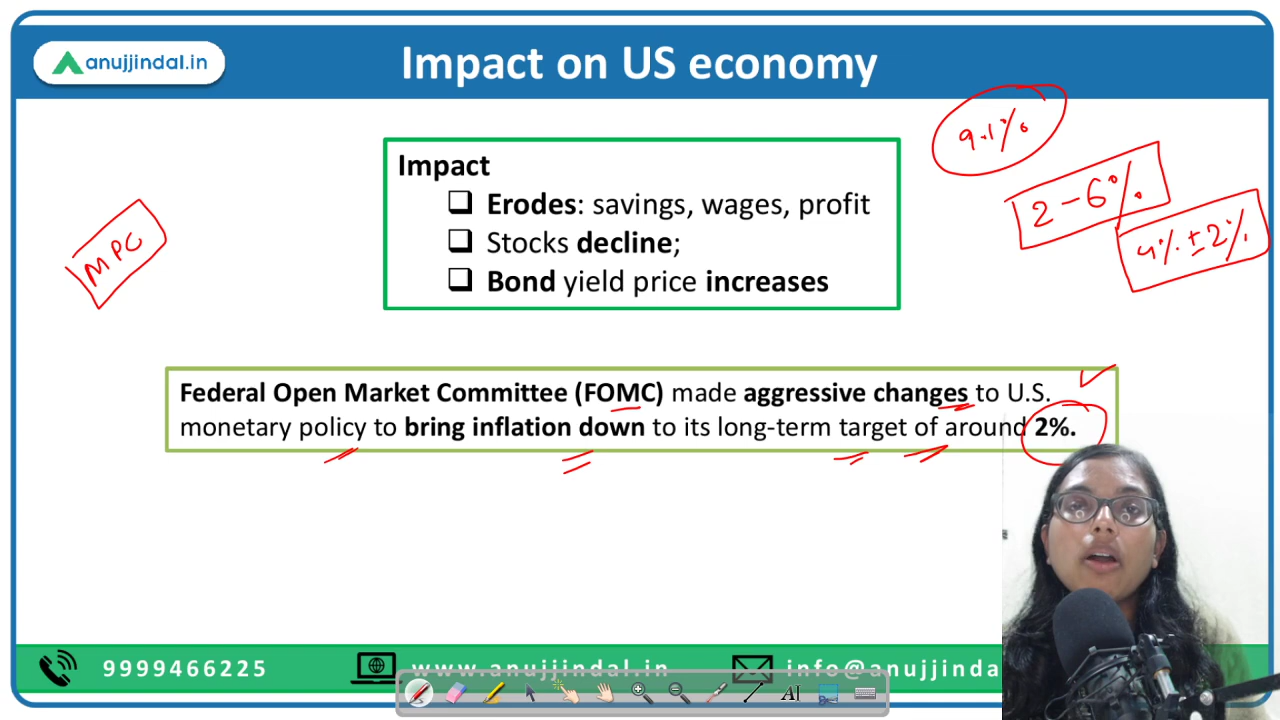 anujjindal.in
Impact on US economy
9.1%
Impact
Erodes: savings, wages, profit
Stocks decline;
Bond yield price increases
2-6%
4% ± 2%
MPC
Federal Open Market Committee (FOMC) made aggressive changes to U.S.
monetary policy to bring inflation down to its long-term target of around 2%.
9999466225
www.anujjindal.in
info@anujjinda
AI